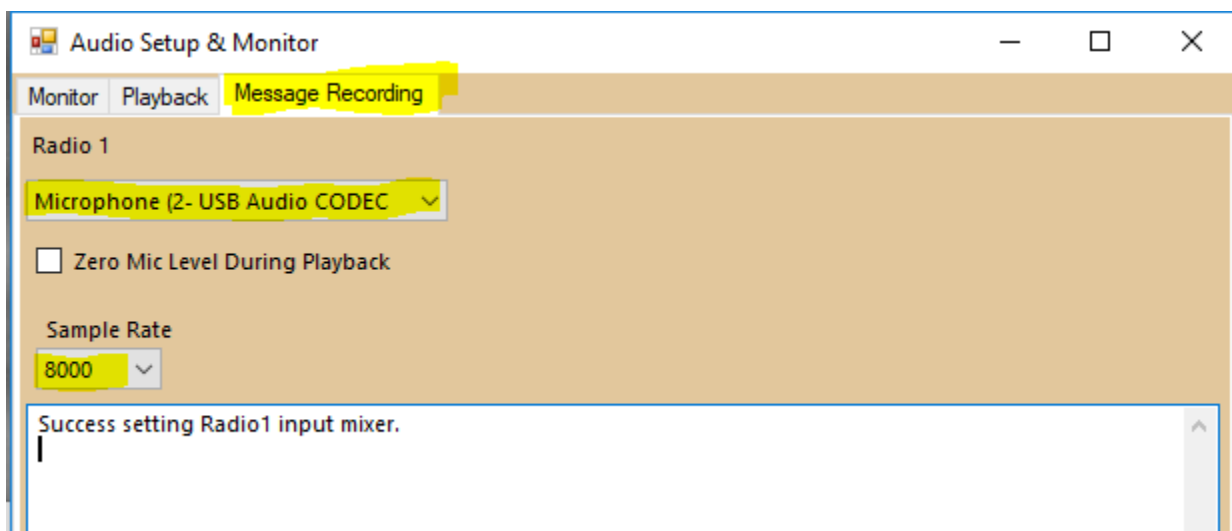 Audio Setup & Monitor
Monitor Playback Message Recording
Radio 1
Microphone (2- USB Audio CODEC
Zero Mic Level During Playback
Sample Rate
8000
Success setting Radio1 input mixer.